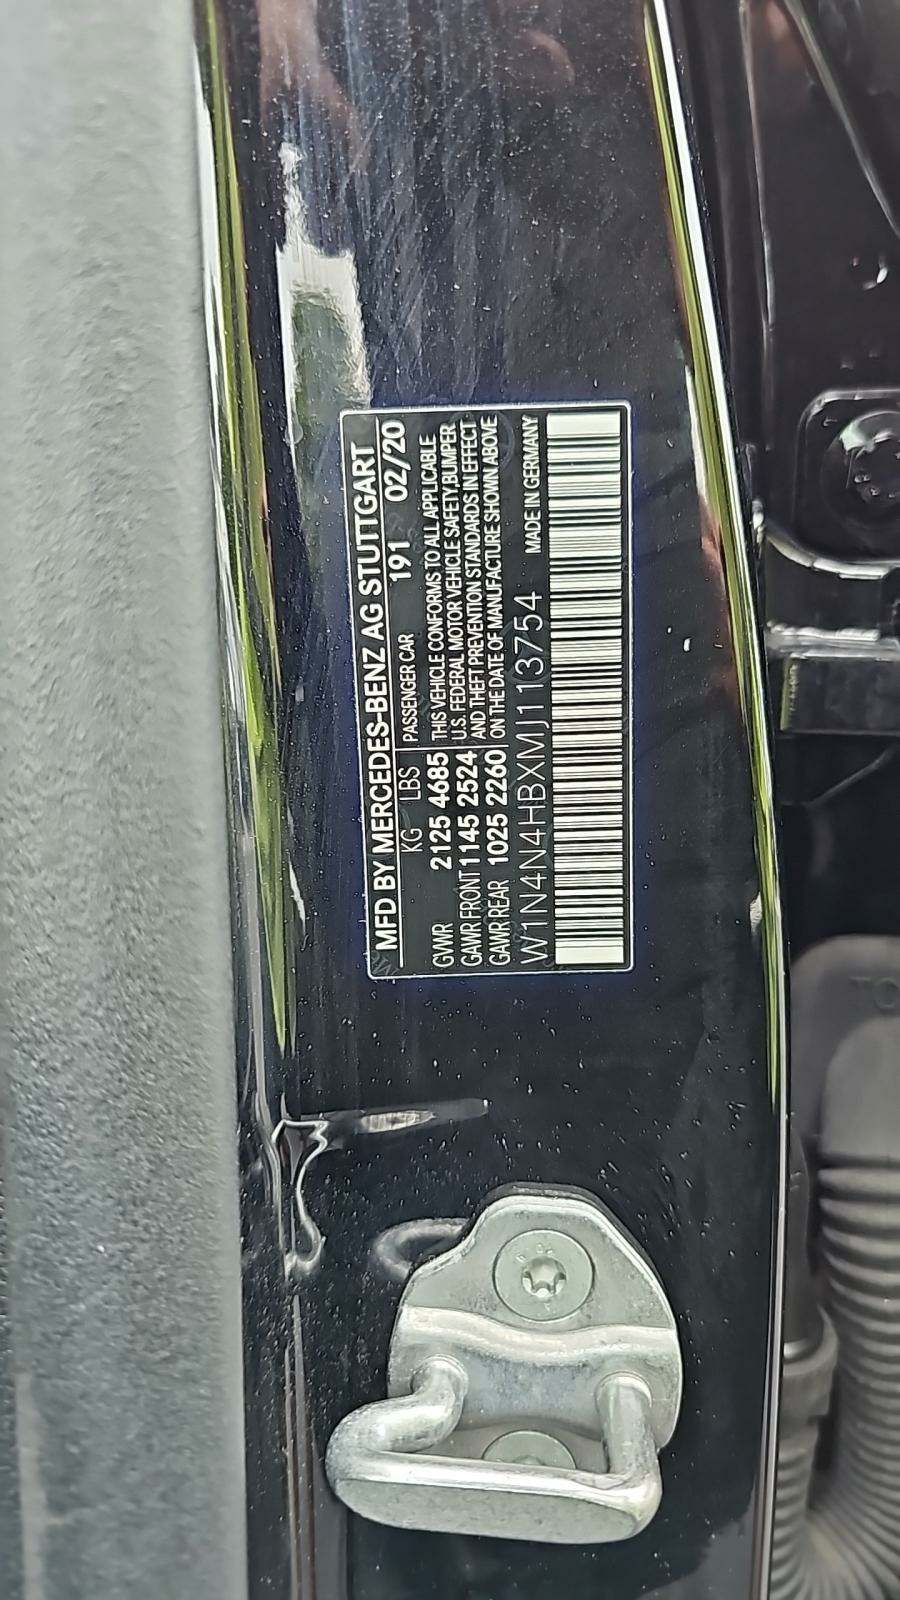 MFD BY MERCEDES-BENZ AG STUTTGART
KG LBS PASSENGER CAR 191 02/20
GVWR 2125 4685 THIS VEHICLE CONFORMS TO ALL APPLICABLE
GAWR FRONT 1145 2524 U.S. FEDERAL MOTOR VEHICLE SAFETY,BUMPER
GAWR REAR 1025 2260 AND THEFT PREVENTION STANDARDS IN EFFECT
ON THE DATE OF MANUFACTURE SHOWN ABOVE
W1N4N4HBXMJ113754 MADE IN GERMANY